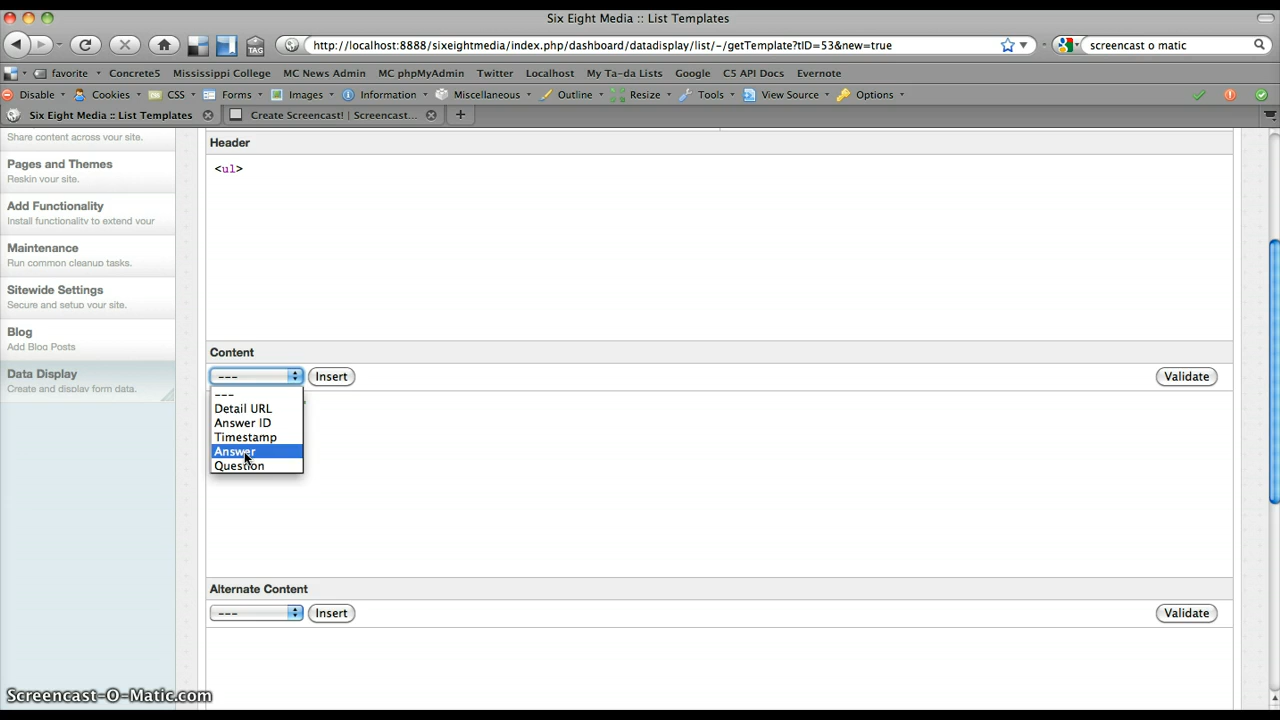 Six Eight Media :: List Templates
TAG
http://localhost:8888/sixeightmedia/index.php/dashboard/datadisplay/list/-/getTemplate?tID=53&new=true
screencast o matic
favorite
Concrete5
Mississippi College
MC News Admin
MC phpMyAdmin
Twitter
Localhost
My Ta-da Lists
Google
C5 API Docs
Evernote
Disable
Cookies
CSS
Forms
Images
Information
Miscellaneous
Outline
Resize
Tools
View Source
Options
Six Eight Media :: List Templates
Create Screencast! | Screencast...
Share content across your site.
Pages and Themes
Reskin your site.
Add Functionality
Install functionality to extend your
Maintenance
Run common cleanup tasks.
Sitewide Settings
Secure and setup your site.
Blog
Add Blog Posts
Data Display
Create and display form data.
Header
<ul>
Content
---
Insert
Validate
---
Detail URL
Answer ID
Timestamp
Answer
Question
Alternate Content
---
Insert
Validate
Screencast-O-Matic.com